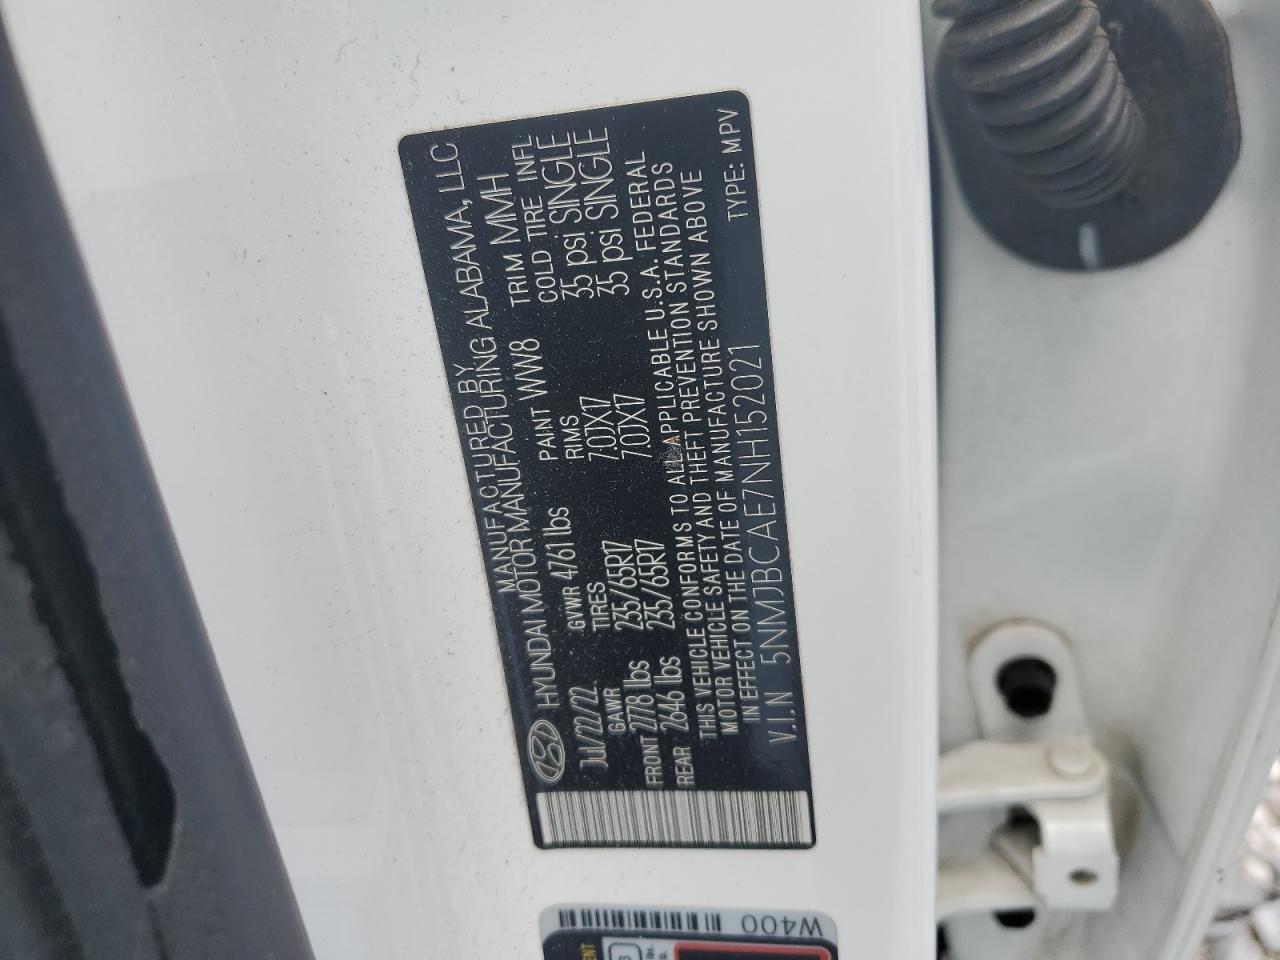 MANUFACTURED BY
HYUNDAI MOTOR MANUFACTURING ALABAMA, LLC
Jul/22/22 GVWR 4761 lbs PAINT WW8 TRIM MMH
GAWR TIRES RIMS COLD TIRE INFL
FRONT 2778 lbs 235/65R17 7.0JX17 35 psi SINGLE
REAR 2646 lbs 235/65R17 7.0JX17 35 psi SINGLE
THIS VEHICLE CONFORMS TO ALL APPLICABLE U.S.A. FEDERAL
MOTOR VEHICLE SAFETY AND THEFT PREVENTION STANDARDS
IN EFFECT ON THE DATE OF MANUFACTURE SHOWN ABOVE
V.I.N 5NMJBCAE7NH152021 TYPE: MPV
W400